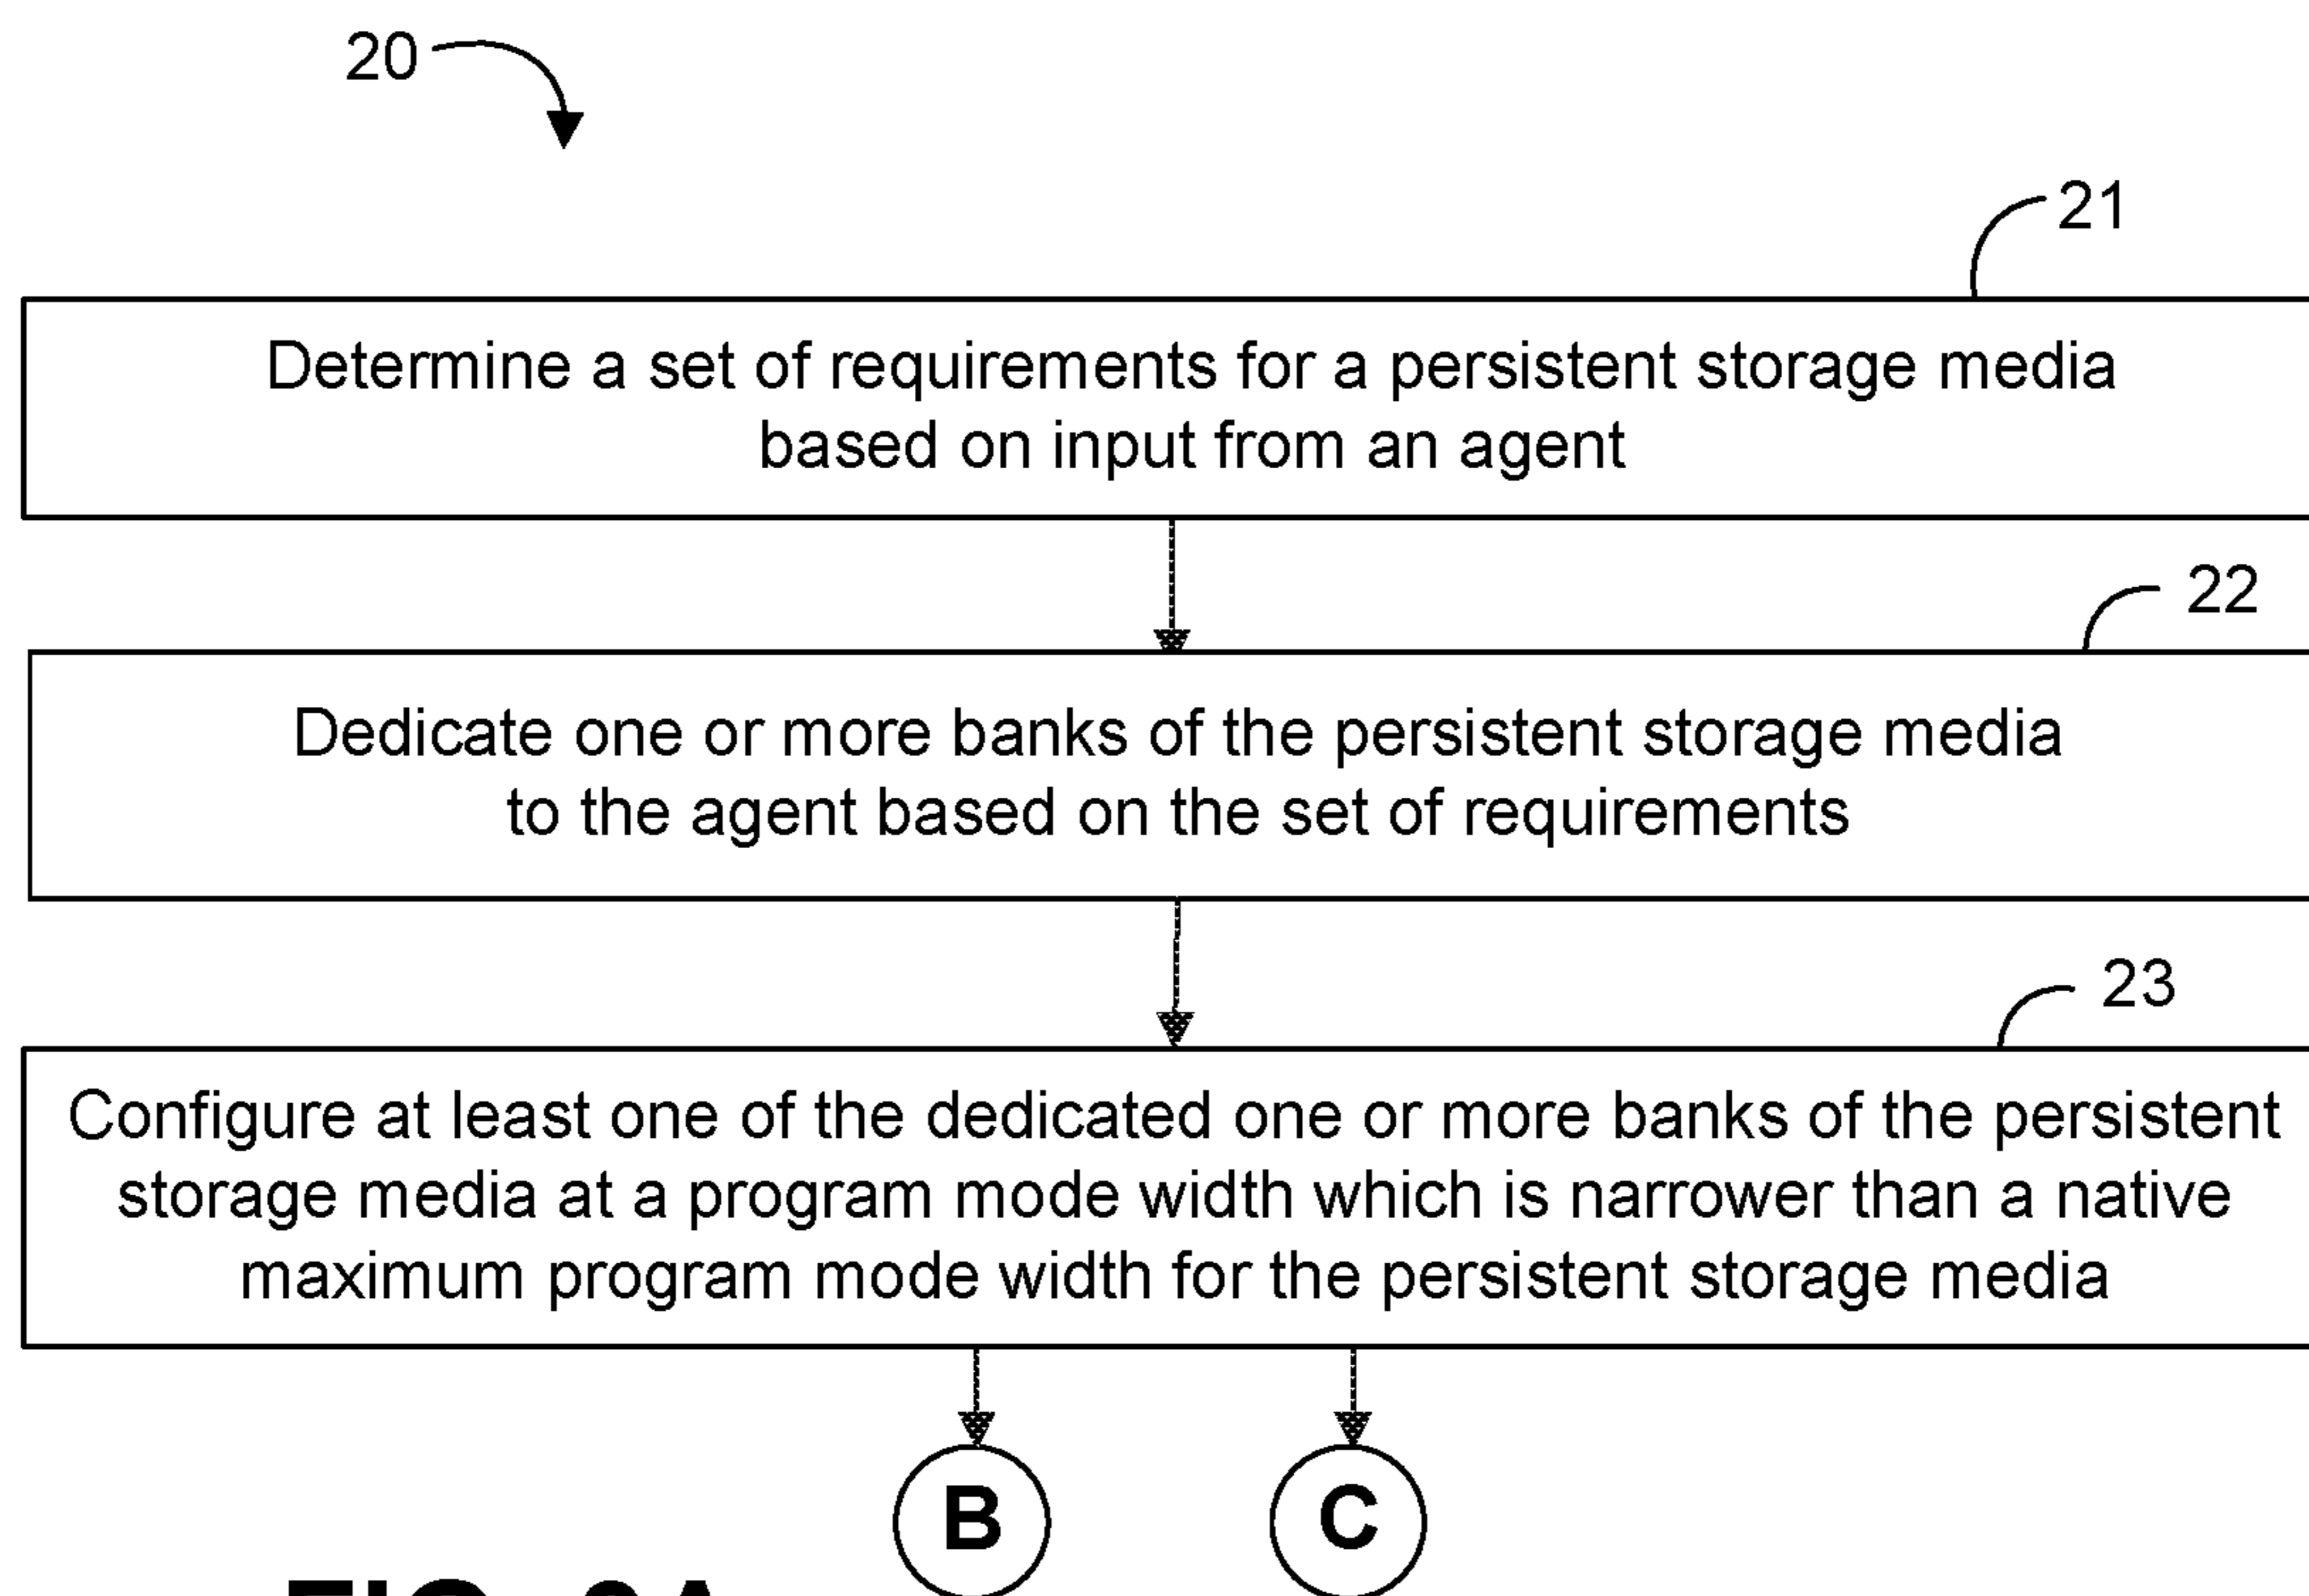 20
21
Determine a set of requirements for a persistent storage media
based on input from an agent
22
Dedicate one or more banks of the persistent storage media
to the agent based on the set of requirements
23
Configure at least one of the dedicated one or more banks of the persistent
storage media at a program mode width which is narrower than a native
maximum program mode width for the persistent storage media
B
C